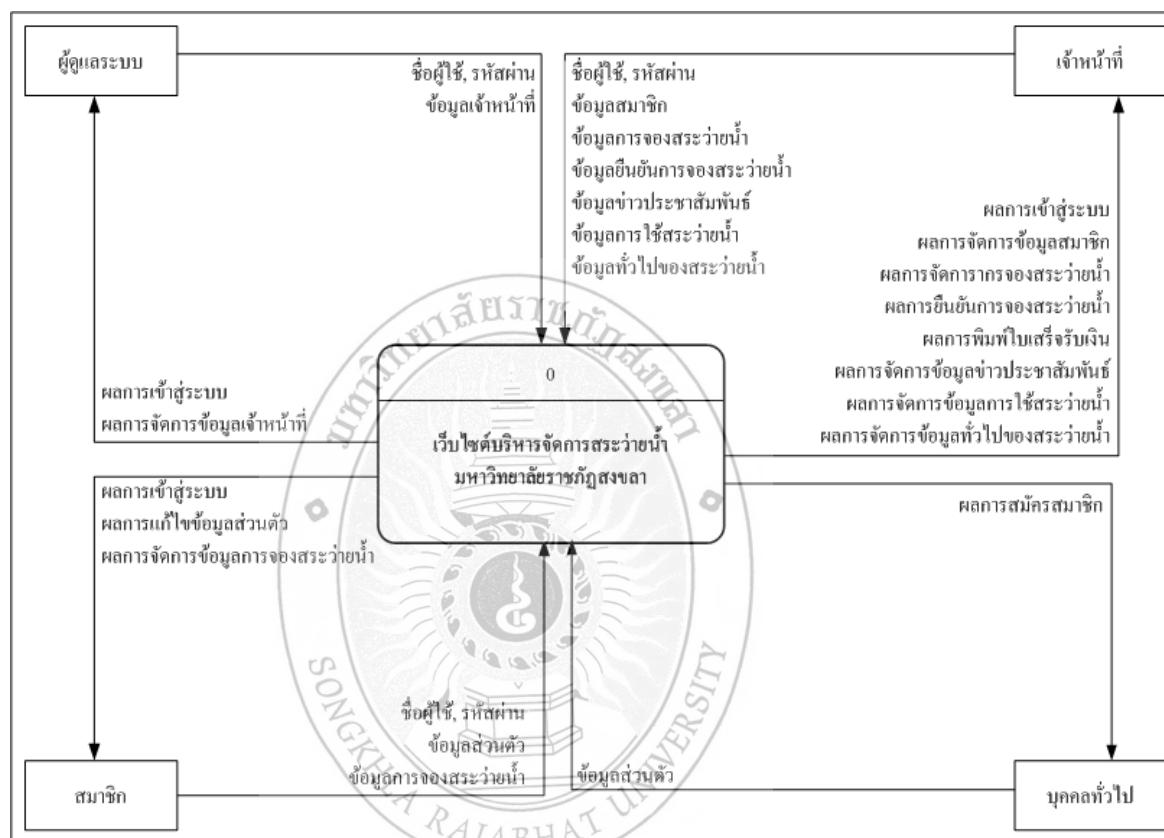 ผู้ดูแลระบบ
ชื่อผู้ใช้, รหัสผ่าน
ข้อมูลเจ้าหน้าที่
ชื่อผู้ใช้, รหัสผ่าน
ข้อมูลสมาชิก
ข้อมูลการจองสระว่ายน้ำ
ข้อมูลยืนยันการจองสระว่ายน้ำ
ข้อมูลข่าวประชาสัมพันธ์
ข้อมูลการใช้สระว่ายน้ำ
ข้อมูลทั่วไปของสระว่ายน้ำ
เจ้าหน้าที่
ผลการเข้าสู่ระบบ
ผลการจัดการข้อมูลสมาชิก
ผลการจัดการากรจองสระว่ายน้ำ
ผลการยืนยันการจองสระว่ายน้ำ
ผลการพิมพ์ใบเสร็จรับเงิน
ผลการจัดการข้อมูลข่าวประชาสัมพันธ์
ผลการจัดการข้อมูลการใช้สระว่ายน้ำ
ผลการจัดการข้อมูลทั่วไปของสระว่ายน้ำ
มหาวิทยาลัยราชภัฏสงขลา
0
เว็บไซต์บริหารจัดการสระว่ายน้ำ
มหาวิทยาลัยราชภัฏสงขลา
ผลการเข้าสู่ระบบ
ผลการจัดการข้อมูลเจ้าหน้าที่
ผลการเข้าสู่ระบบ
ผลการแก้ไขข้อมูลส่วนตัว
ผลการจัดการข้อมูลการจองสระว่ายน้ำ
ผลการสมัครสมาชิก
ชื่อผู้ใช้, รหัสผ่าน
ข้อมูลส่วนตัว
ข้อมูลการจองสระว่ายน้ำ
ข้อมูลส่วนตัว
สมาชิก
บุคคลทั่วไป
SONGKHLA RAJABHAT UNIVERSITY